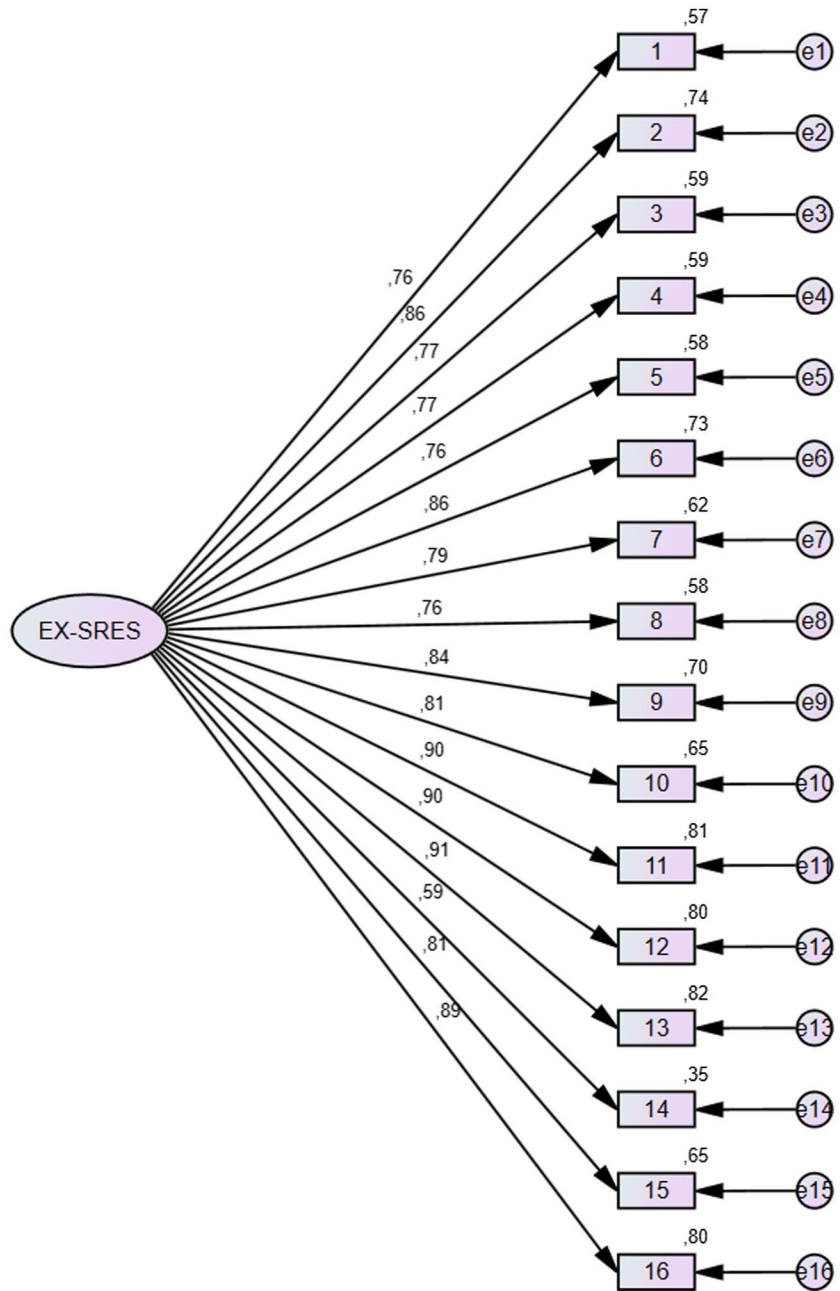 ,57
1
e1
,74
2
e2
,59
3
e3
,76
,59
4
e4
,86
,77
,58
5
e5
,77
,73
6
e6
,76
,86
,62
7
e7
,79
,58
8
e8
,76
EX-SRES
,84
,70
9
e9
,81
,65
10
e10
,90
,90
,81
11
e11
,91
,59
,80
12
e12
,81
,82
13
e13
,89
,35
14
e14
,65
15
e15
,80
16
e16